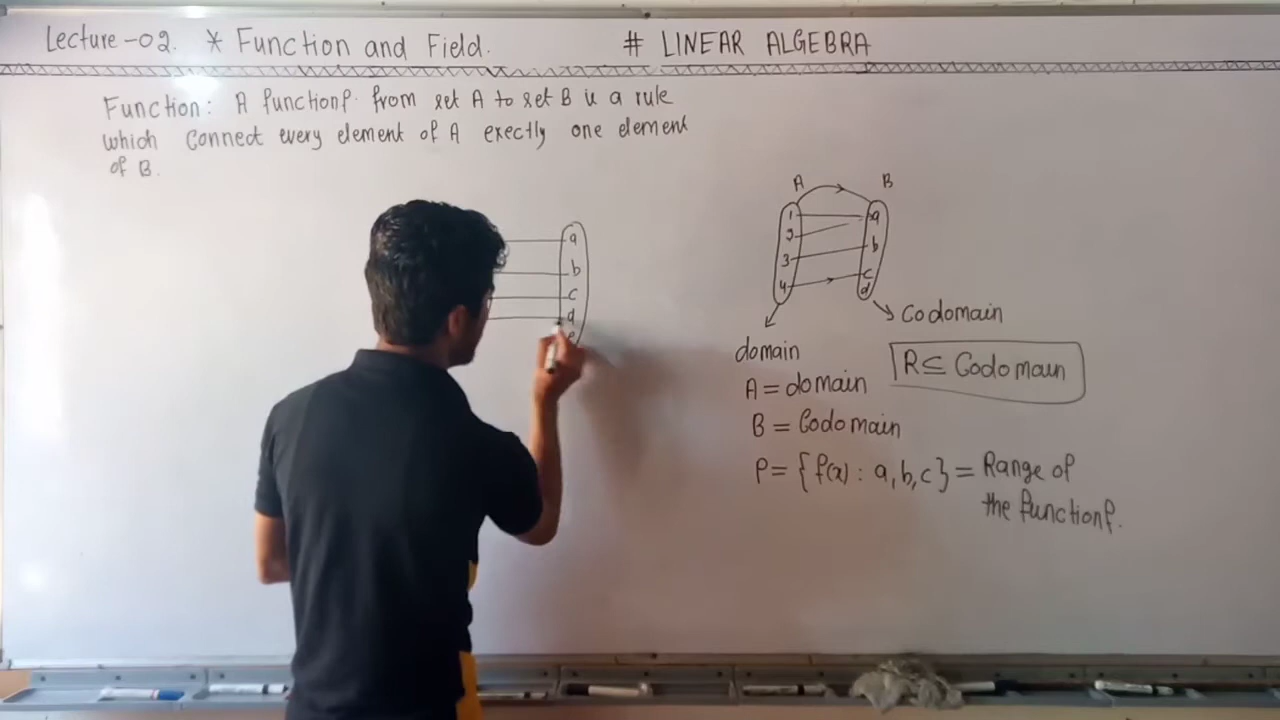 Lecture-02. * Function and Field. # LINEAR ALGEBRA
Function: A functionf. from set A to set B is a rule
which Connect every element of A exectly one element
of B.
a
b
c
d
e
A B
1 a
2
3 b
4 c
d
Codomain
domain
R ⊆ Codomain
A = domain
B = Codomain
f = {f(x) : a, b, c} = Range of
the functionf.